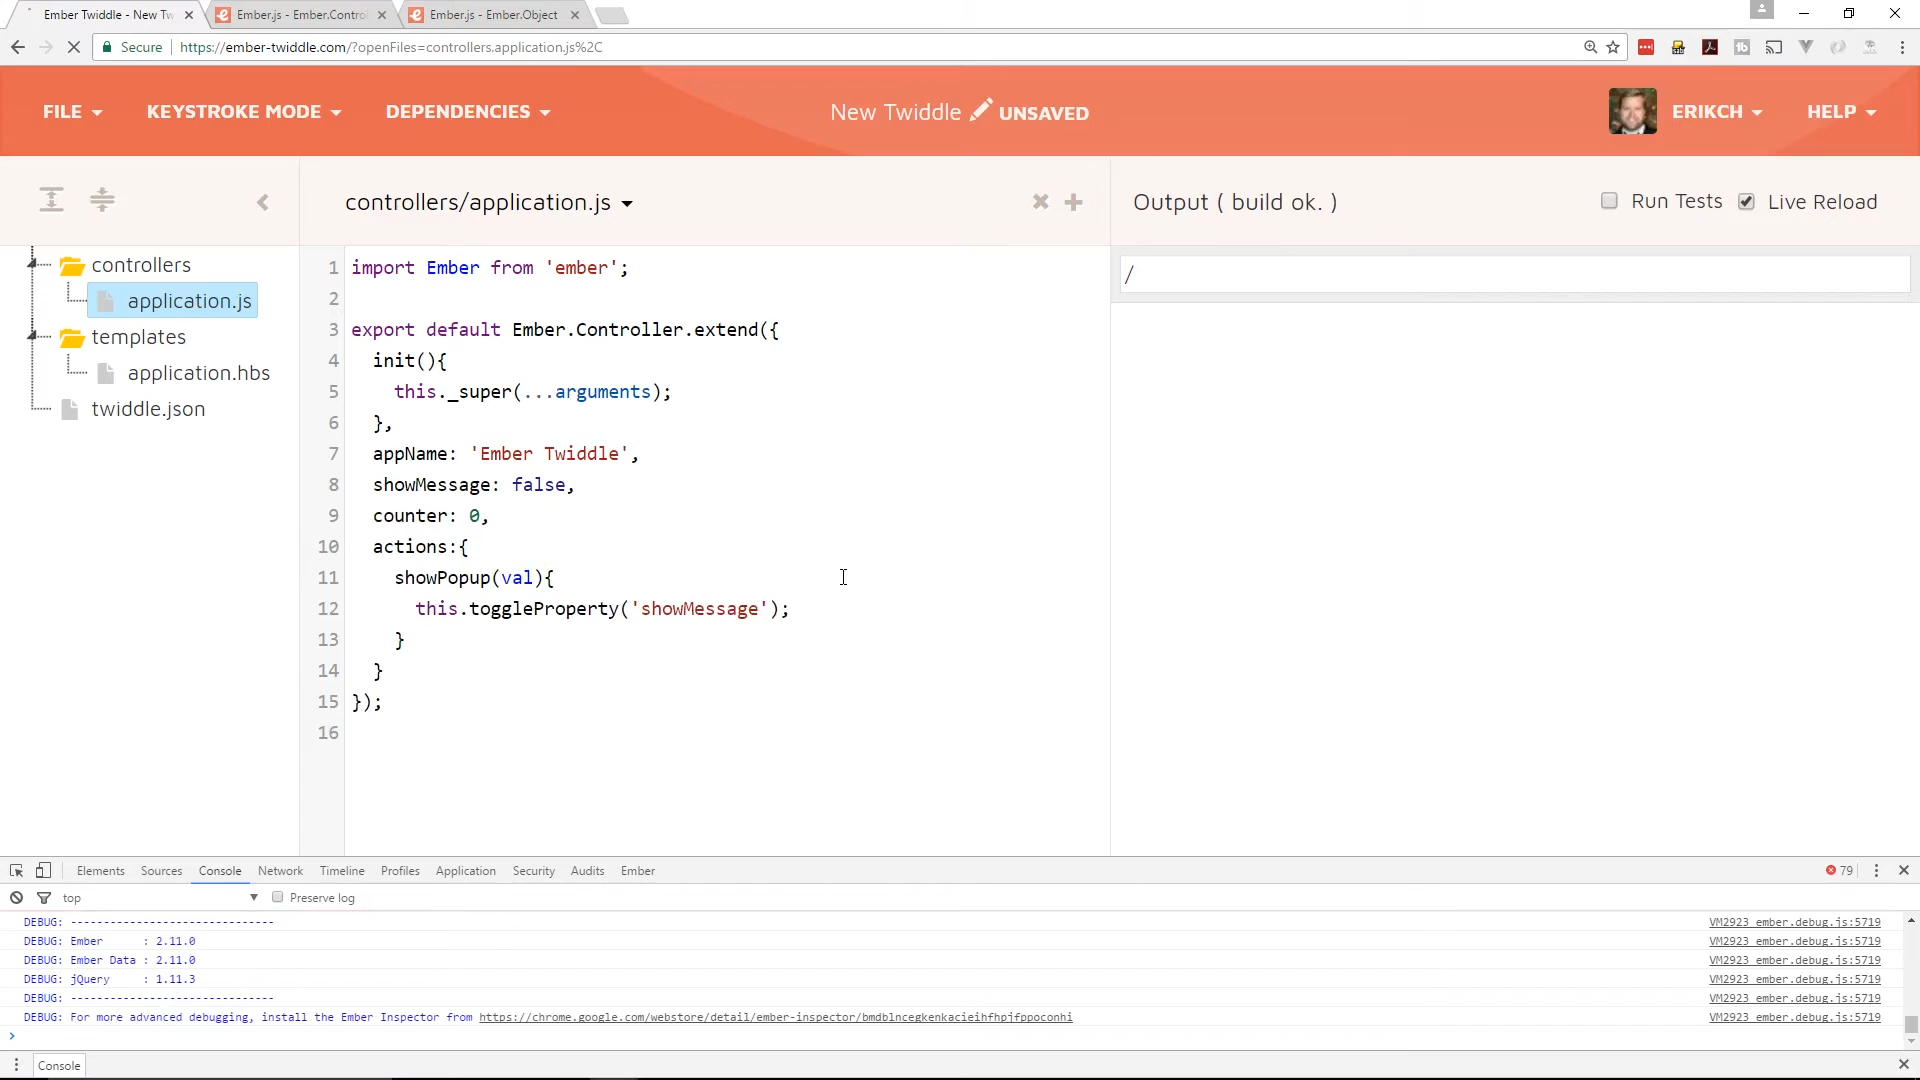 Ember Twiddle - New Tw
Ember.js - Ember.Control
Ember.js - Ember.Object
Secure
https://ember-twiddle.com/?openFiles=controllers.application.js%2C
FILE
KEYSTROKE MODE
DEPENDENCIES
New Twiddle
UNSAVED
ERIKCH
HELP
controllers/application.js
Output ( build ok. )
Run Tests
Live Reload
controllers
application.js
templates
application.hbs
twiddle.json
1 import Ember from 'ember';
2
3 export default Ember.Controller.extend({
4 init(){
5 this._super(...arguments);
6 },
7 appName: 'Ember Twiddle',
8 showMessage: false,
9 counter: 0,
10 actions:{
11 showPopup(val){
12 this.toggleProperty('showMessage');
13 }
14 }
15 });
16
/
Elements Sources Console Network Timeline Profiles Application Security Audits Ember
79
top
Preserve log
DEBUG: ------------------------------- VM2923 ember.debug.js:5719
DEBUG: Ember : 2.11.0 VM2923 ember.debug.js:5719
DEBUG: Ember Data : 2.11.0 VM2923 ember.debug.js:5719
DEBUG: jQuery : 1.11.3 VM2923 ember.debug.js:5719
DEBUG: ------------------------------- VM2923 ember.debug.js:5719
DEBUG: For more advanced debugging, install the Ember Inspector from https://chrome.google.com/webstore/detail/ember-inspector/bmdblncegkenkacieihfhpjfppoconhi VM2923 ember.debug.js:5719
>
Console